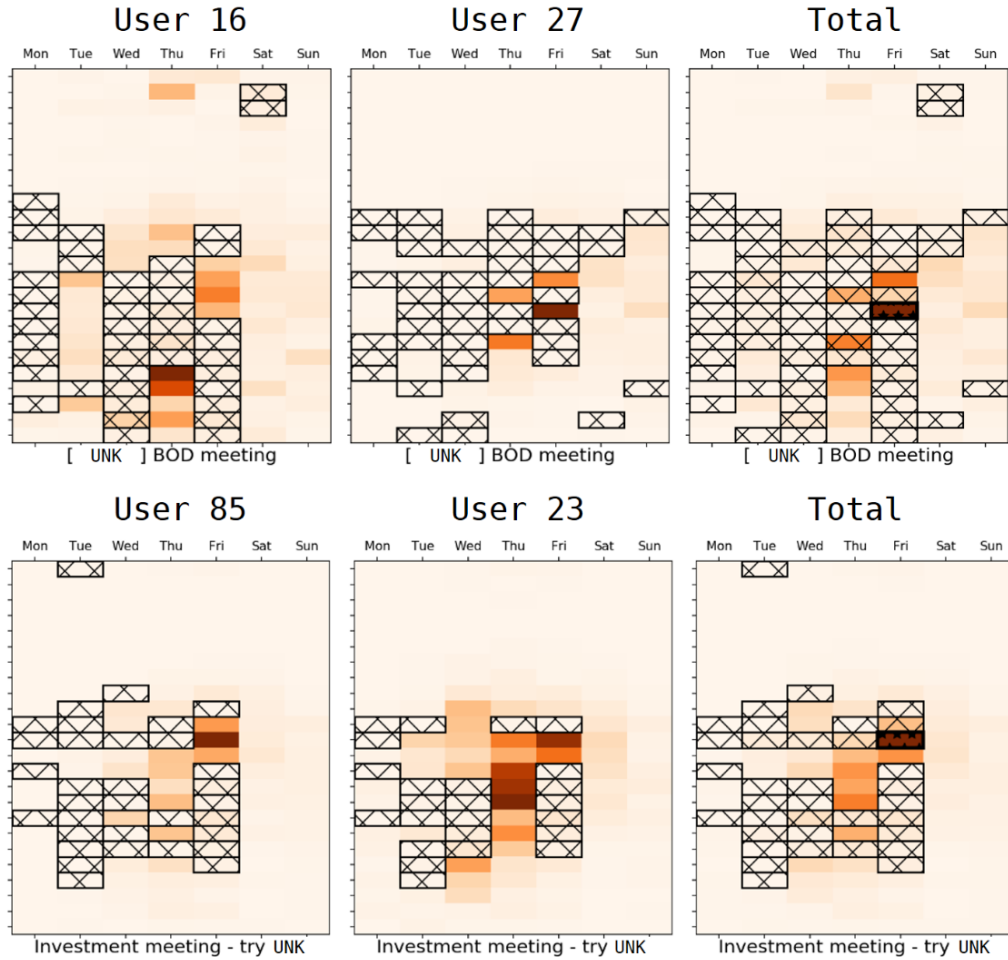 User 16 User 27 Total
Mon Tue Wed Thu Fri Sat Sun Mon Tue Wed Thu Fri Sat Sun Mon Tue Wed Thu Fri Sat Sun
[ UNK ] BOD meeting [ UNK ] BOD meeting [ UNK ] BOD meeting
User 85 User 23 Total
Mon Tue Wed Thu Fri Sat Sun Mon Tue Wed Thu Fri Sat Sun Mon Tue Wed Thu Fri Sat Sun
Investment meeting - try UNK Investment meeting - try UNK Investment meeting - try UNK